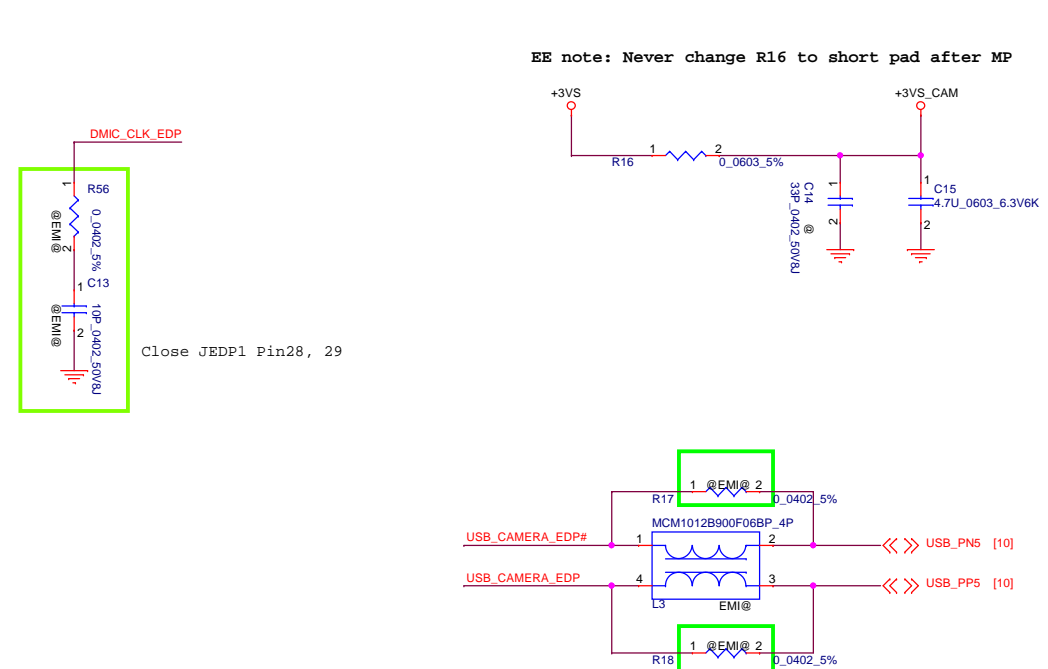 EE note: Never change R16 to short pad after MP
+3VS
+3VS_CAM
DMIC_CLK_EDP
1
2
R16
0_0603_5%
1
R56
0_0402_5%
@EMI@
2
1
C14
33P_0402_50V8J
@
2
1
C15
4.7U_0603_6.3V6K
2
1
C13
10P_0402_50V8J
@EMI@
2
Close JEDP1 Pin28, 29
1 @EMI@ 2
R17
0_0402_5%
MCM1012B900F06BP_4P
USB_CAMERA_EDP#
1
2
USB_PN5 [10]
USB_CAMERA_EDP
4
3
USB_PP5 [10]
L3
EMI@
1 @EMI@ 2
R18
0_0402_5%